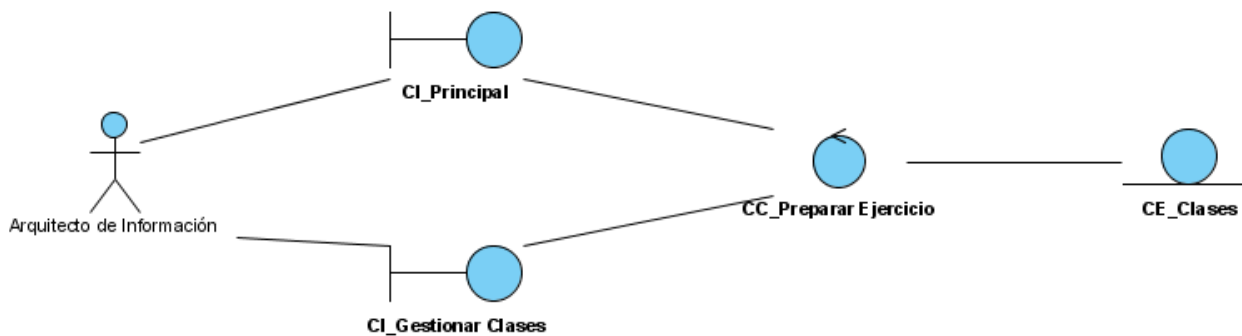 CI_Principal
Arquitecto de Información
CC_Preparar Ejercicio
CE_Clases
CI_Gestionar Clases